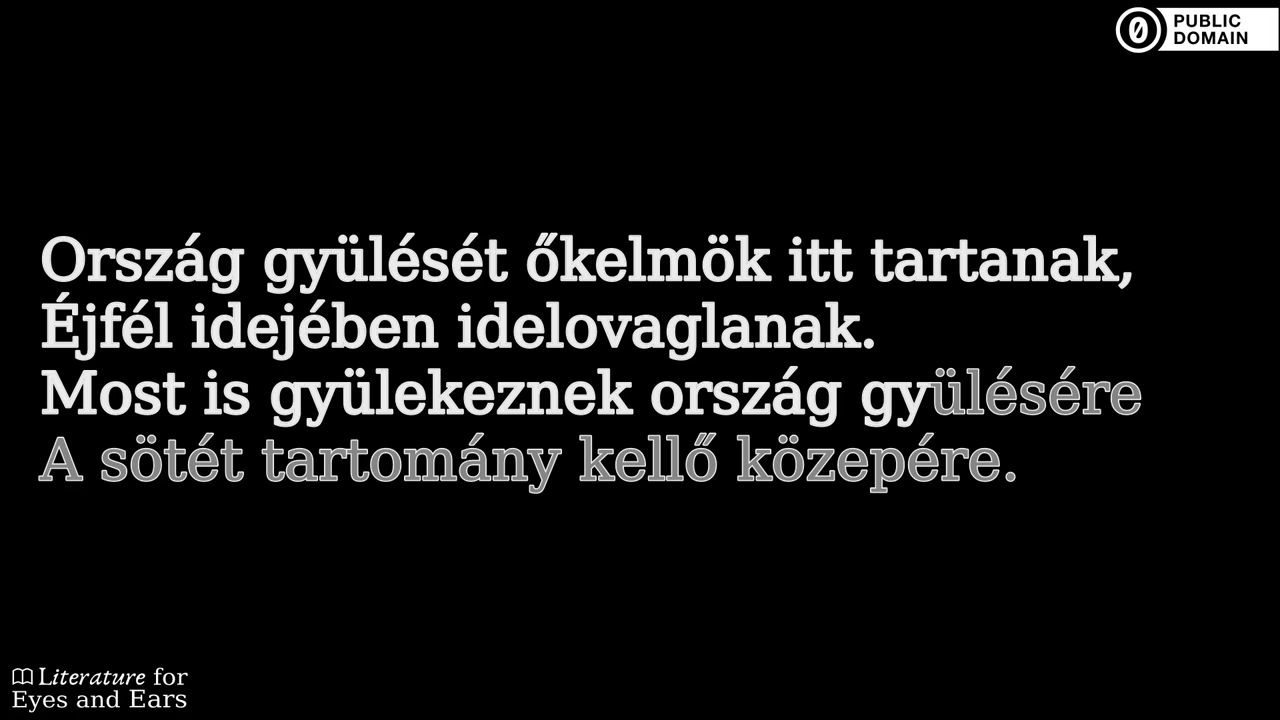 PUBLIC
DOMAIN
Ország gyülését őkelmök itt tartanak,
Éjfél idejében idelovaglanak.
Most is gyülekeznek ország gyülésére
A sötét tartomány kellő közepére.
Literature for
Eyes and Ears